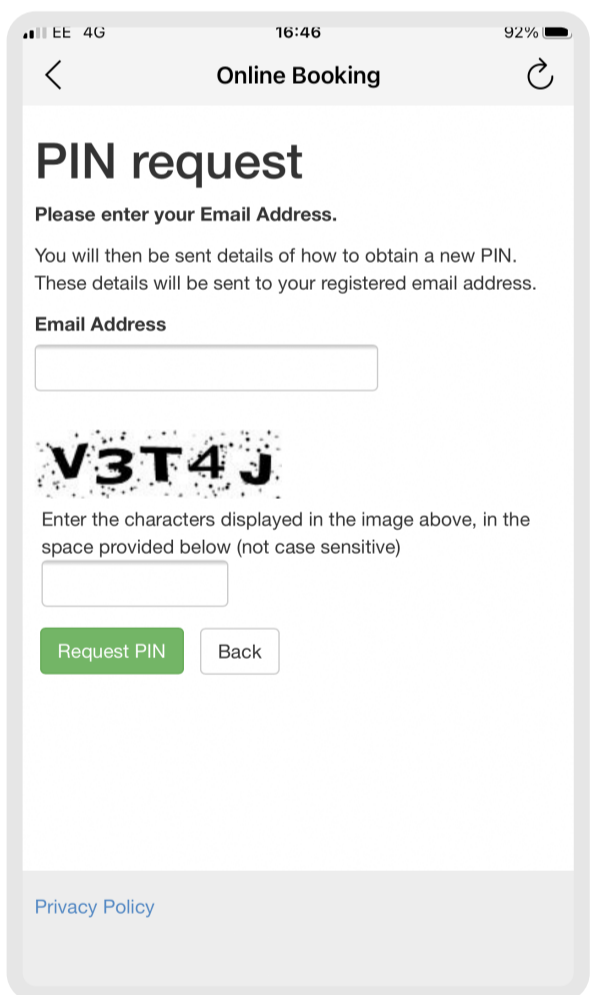 EE 4G 16:46 92%
Online Booking
PIN request
Please enter your Email Address.
You will then be sent details of how to obtain a new PIN.
These details will be sent to your registered email address.
Email Address
V3T4J
Enter the characters displayed in the image above, in the
space provided below (not case sensitive)
Request PIN Back
Privacy Policy